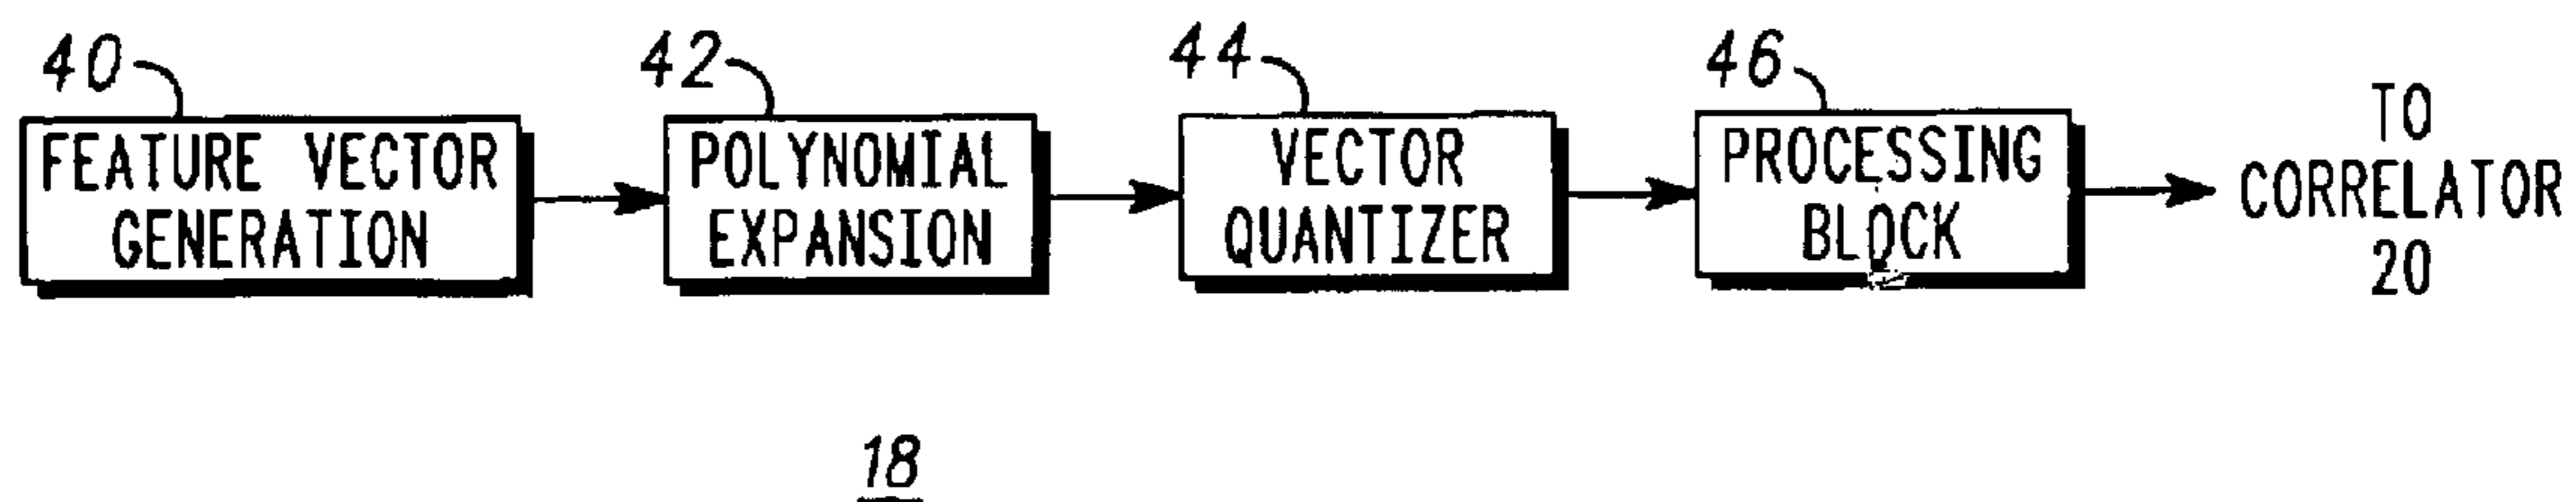 40
FEATURE VECTOR
GENERATION
42
POLYNOMIAL
EXPANSION
44
VECTOR
QUANTIZER
46
PROCESSING
BLOCK
TO
CORRELATOR
20
18